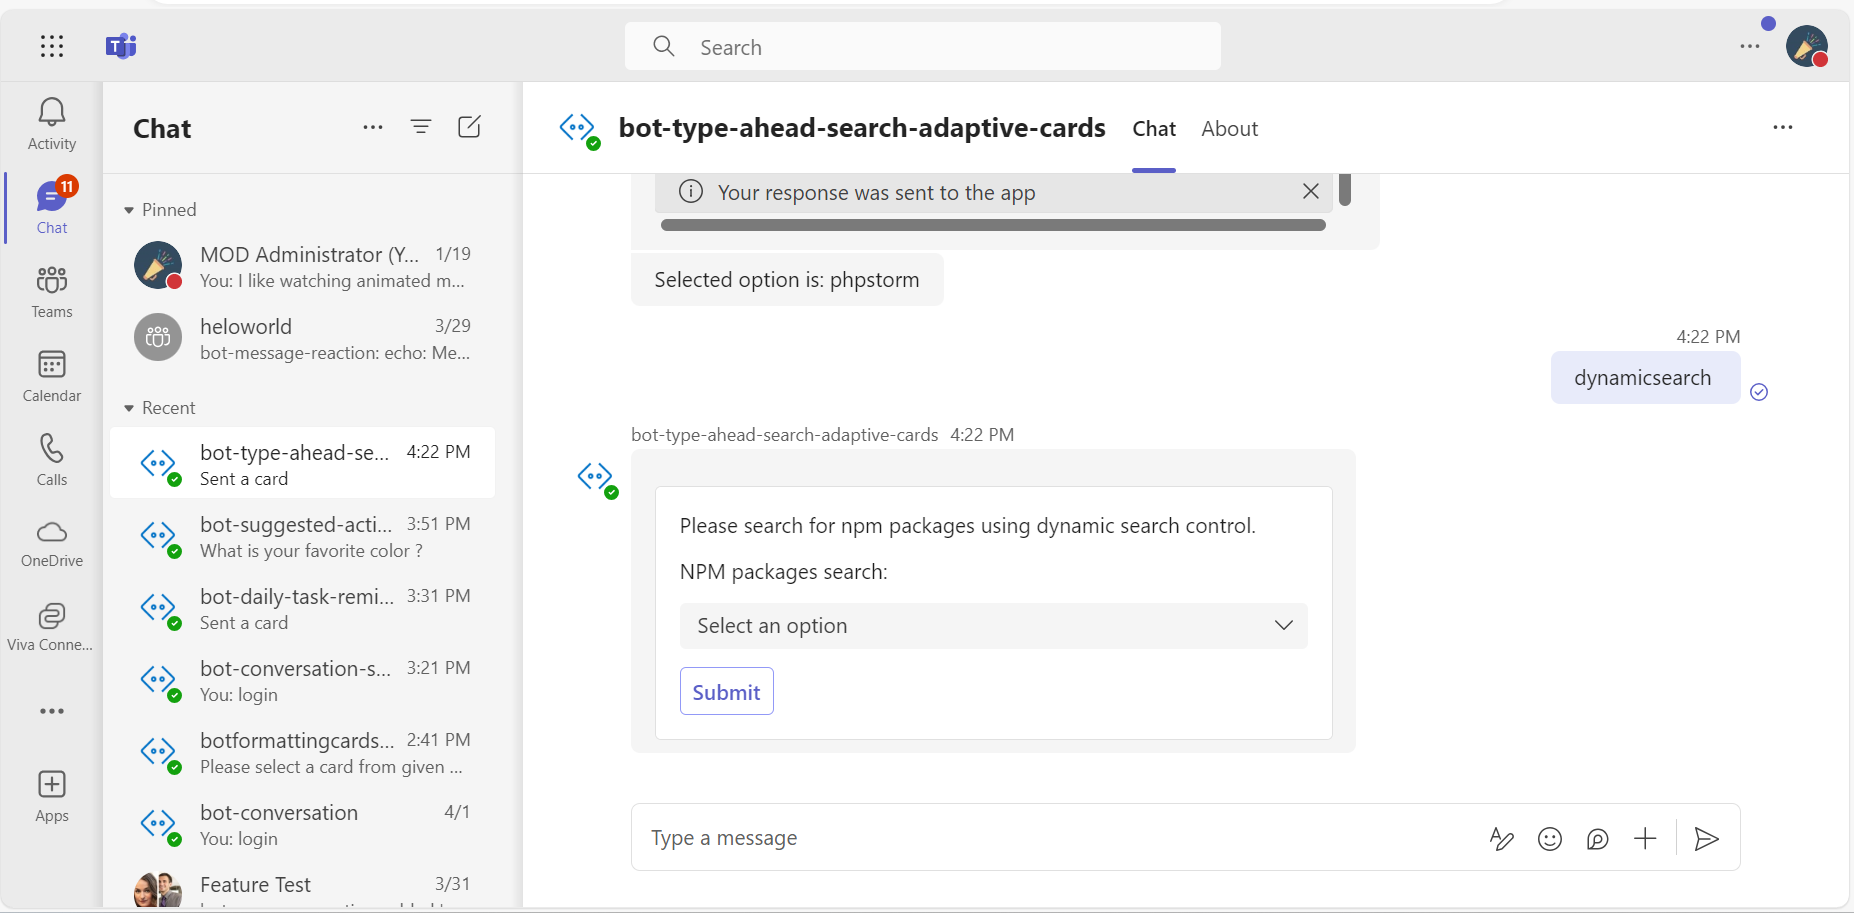 Search
Activity
11
Chat
Teams
Calendar
Calls
OneDrive
Viva Conne...
Apps
Chat
Pinned
MOD Administrator (Y... 1/19
You: I like watching animated m...
heloworld 3/29
bot-message-reaction: echo: Me...
Recent
bot-type-ahead-se... 4:22 PM
Sent a card
bot-suggested-acti... 3:51 PM
What is your favorite color ?
bot-daily-task-remi... 3:31 PM
Sent a card
bot-conversation-s... 3:21 PM
You: login
botformattingcards... 2:41 PM
Please select a card from given ...
bot-conversation 4/1
You: login
Feature Test 3/31
bot-type-ahead-search-adaptive-cards Chat About
Your response was sent to the app
Selected option is: phpstorm
4:22 PM
dynamicsearch
bot-type-ahead-search-adaptive-cards 4:22 PM
Please search for npm packages using dynamic search control.
NPM packages search:
Select an option
Submit
Type a message